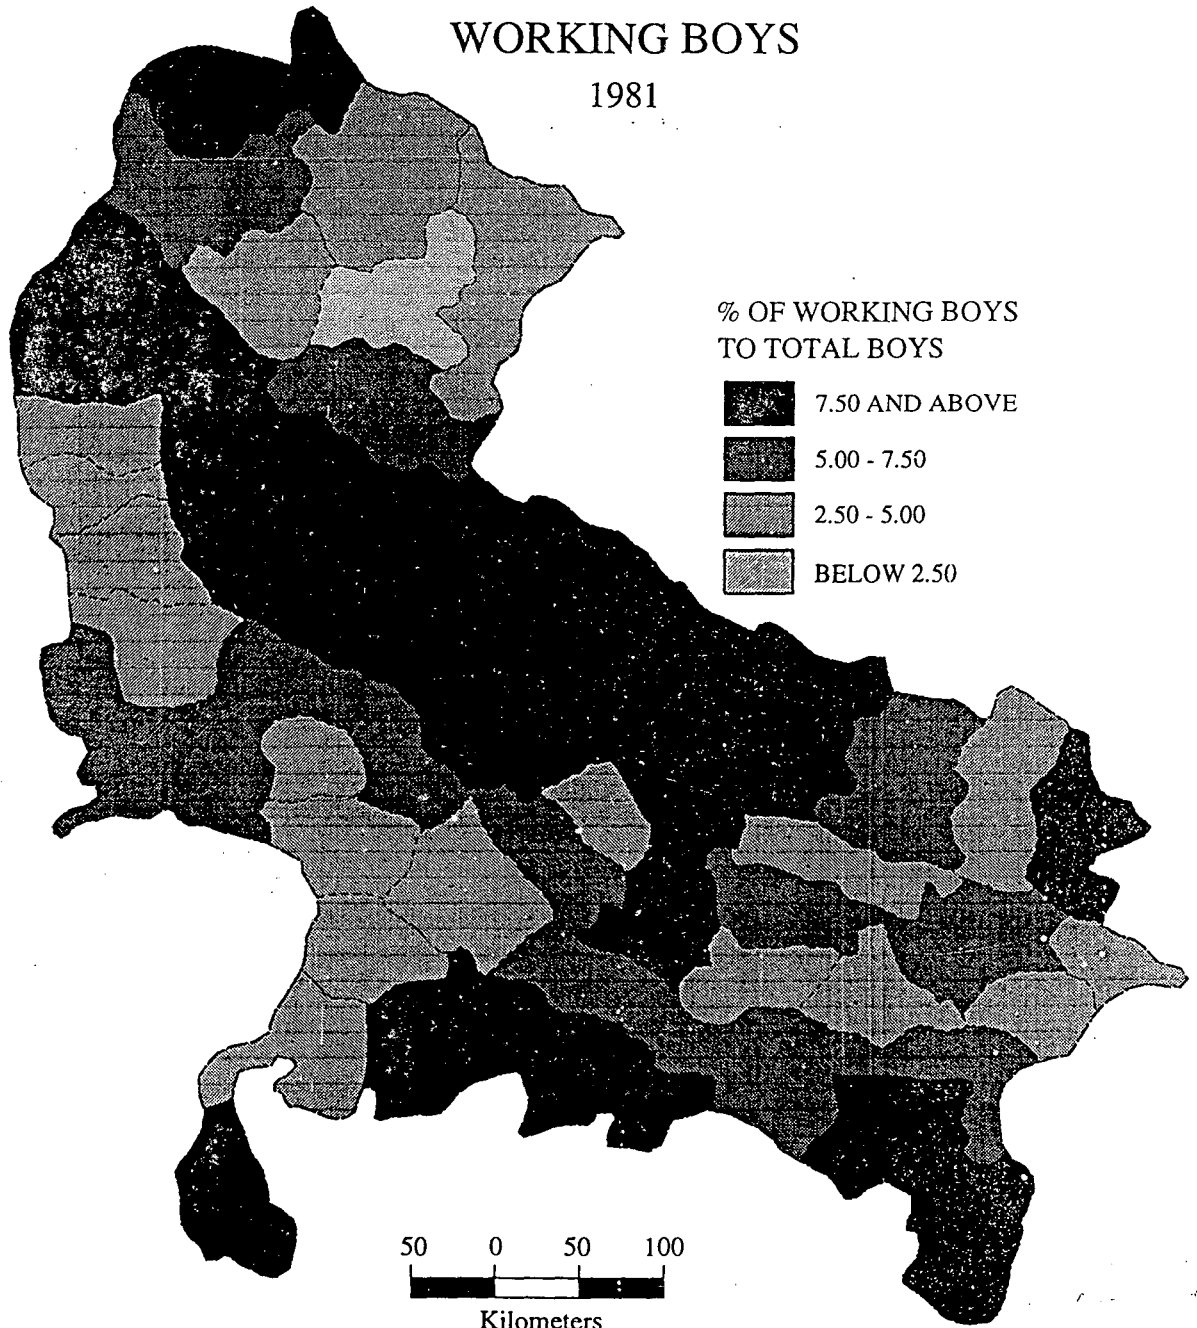 WORKING BOYS
1981
% OF WORKING BOYS
TO TOTAL BOYS
7.50 AND ABOVE
5.00 - 7.50
2.50 - 5.00
BELOW 2.50
50 0 50 100
Kilometers